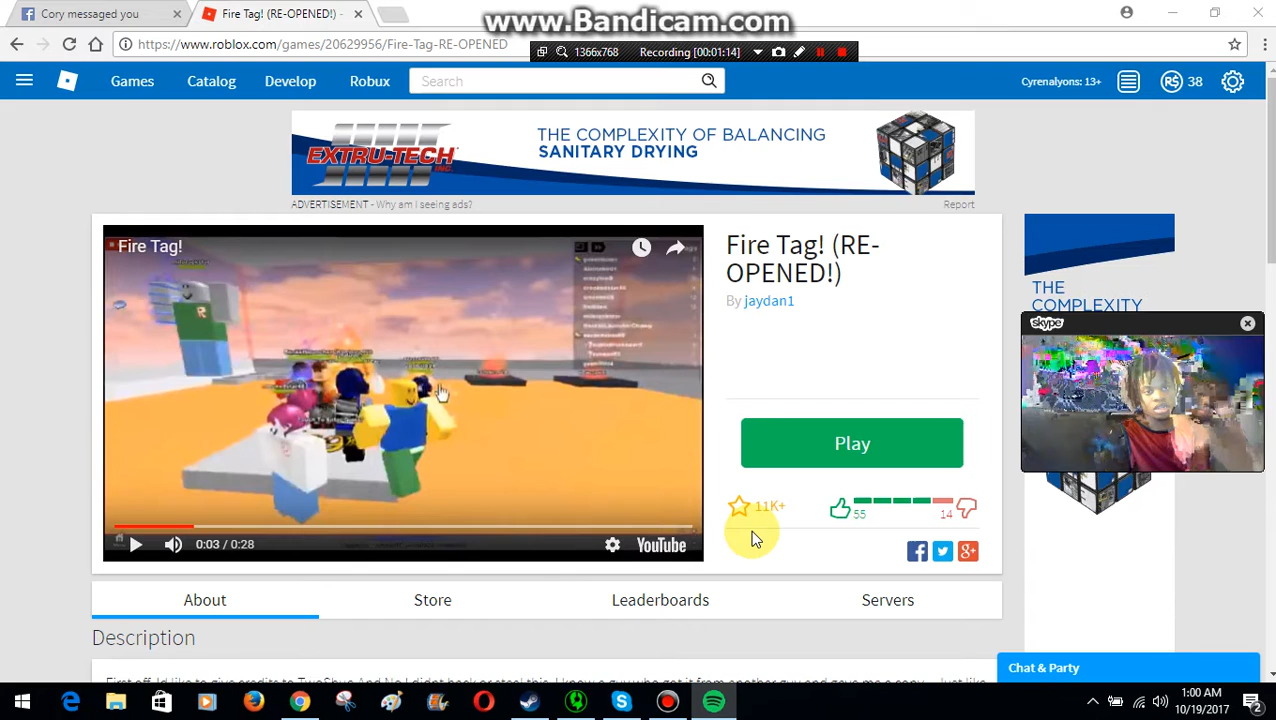 Cory messaged you
Fire Tag! (RE-OPENED!) -
www.Bandicam.com
https://www.roblox.com/games/20629956/Fire-Tag-RE-OPENED
1366x768
Recording [00:01:14]
Games
Catalog
Develop
Robux
Search
Cyrenalyons: 13+
R$ 38
EXTRU-TECH INC.
THE COMPLEXITY OF BALANCING
SANITARY DRYING
ADVERTISEMENT - Why am I seeing ads?
Report
Fire Tag!
Fire Tag! (RE-
OPENED!)
By jaydan1
Play
11K+
55
14
0:03 / 0:28
YouTube
THE
COMPLEXITY
skype
About
Store
Leaderboards
Servers
Description
Chat & Party
1:00 AM
10/19/2017
2